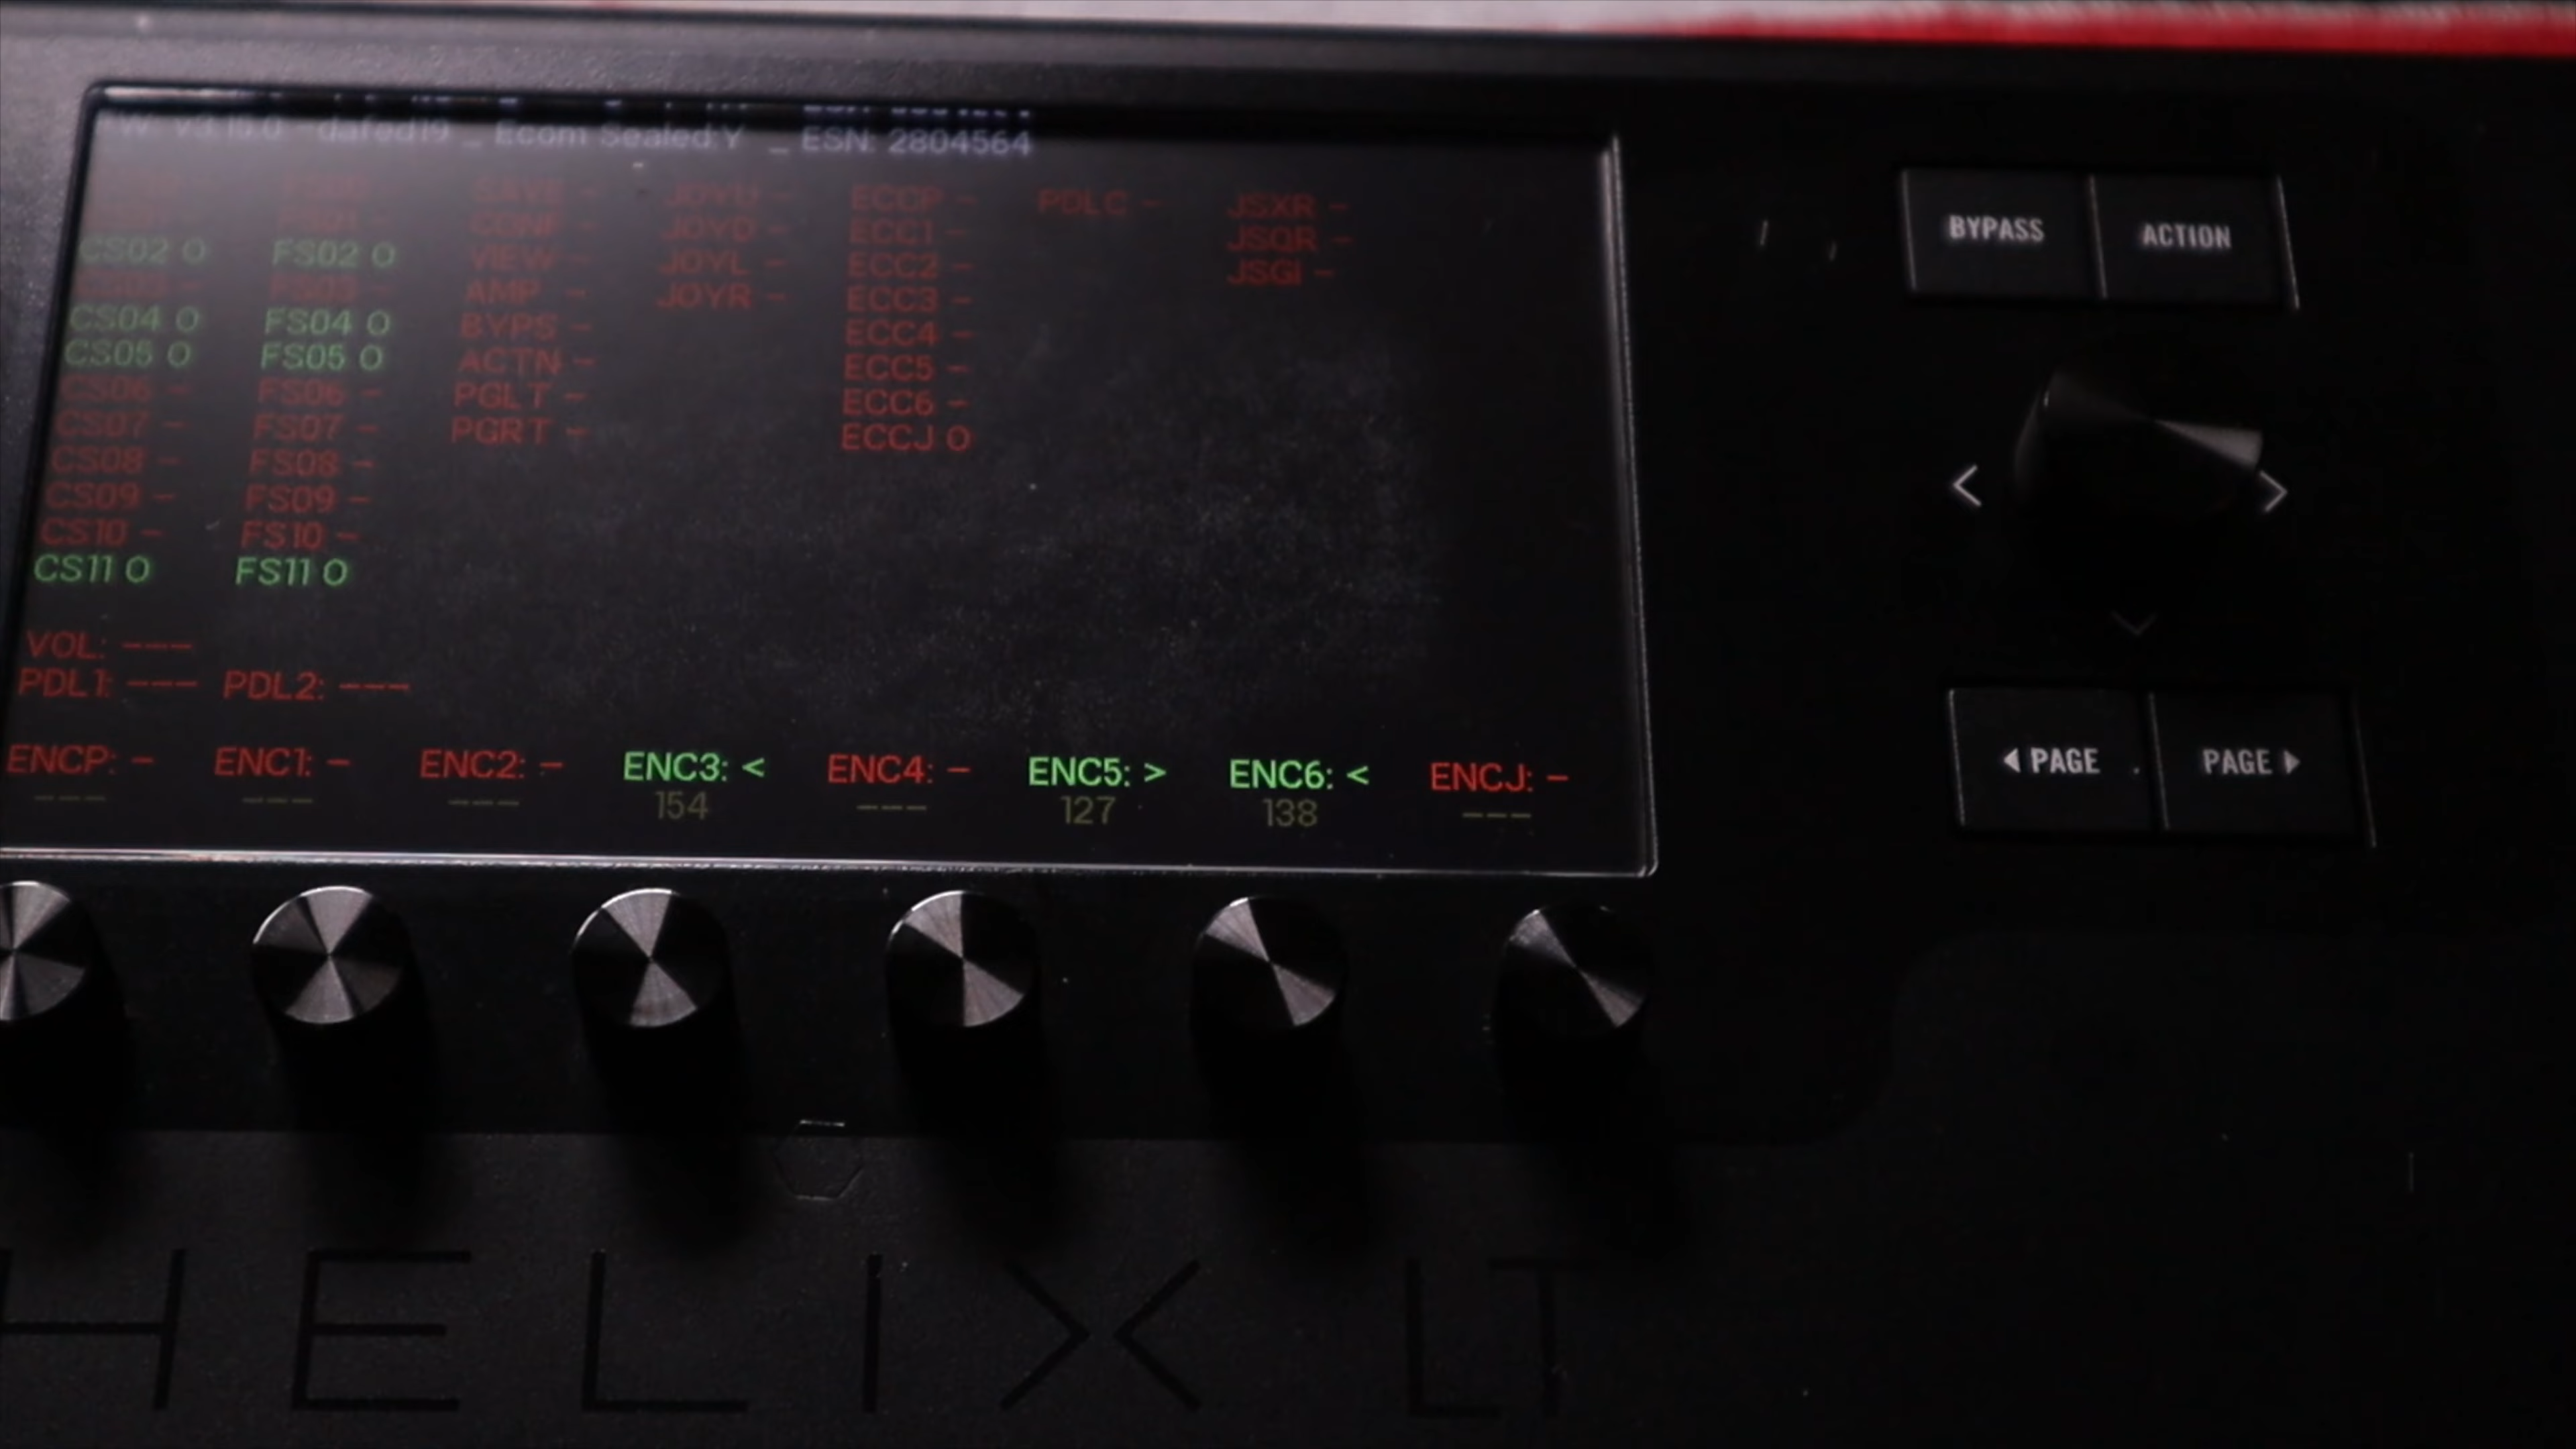 v3.15.0 -dafed19 _ Ecom Sealed:Y _ ESN: 2804564
SAVE - JOYU - ECCP - PDLC - JSXR -
FS01 - CONF - JOYD - ECC1 - JSQR -
CS02 O FS02 O VIEW - JOYL - ECC2 - JSGI -
CS03 - FS03 - AMP - JOYR - ECC3 -
CS04 O FS04 O BYPS - ECC4 -
CS05 O FS05 O ACTN - ECC5 -
CS06 - FS06 - PGLT - ECC6 -
CS07 - FS07 - PGRT - ECCJ O
CS08 - FS08 -
CS09 - FS09 -
CS10 - FS10 -
CS11 O FS11 O
VOL: ---
PDL1: --- PDL2: ---
ENCP: - ENC1: - ENC2: - ENC3: < ENC4: - ENC5: > ENC6: < ENCJ: -
--- --- --- 154 --- 127 138 ---
BYPASS ACTION
< >
◀ PAGE PAGE ▶
HELIX LT